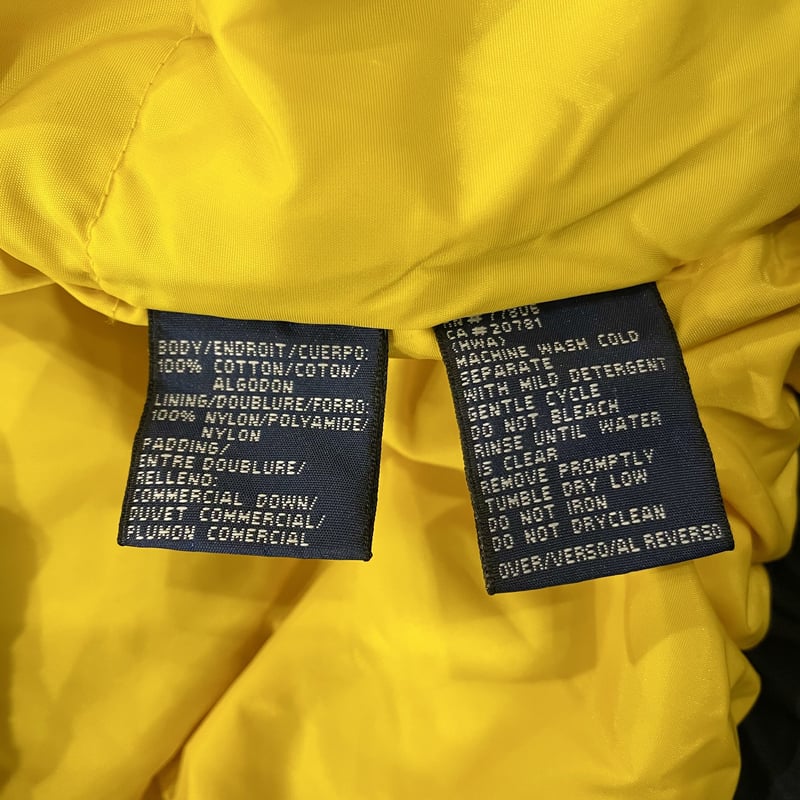 BODY/ENDROIT/CUERPO:
100% COTTON/COTON/
ALGODON
LINING/DOUBLURE/FORRO:
100% NYLON/POLYAMIDE/
NYLON
PADDING/
ENTRE DOUBLURE/
RELLENO:
COMMERCIAL DOWN/
DUVET COMMERCIAL/
PLUMON COMERCIAL
RN#77806
CA#20781
(HWA)
MACHINE WASH COLD
SEPARATE
WITH MILD DETERGENT
GENTLE CYCLE
DO NOT BLEACH
RINSE UNTIL WATER
IS CLEAR
REMOVE PROMPTLY
TUMBLE DRY LOW
DO NOT IRON
DO NOT DRYCLEAN
OVER/VERSO/AL REVERSO